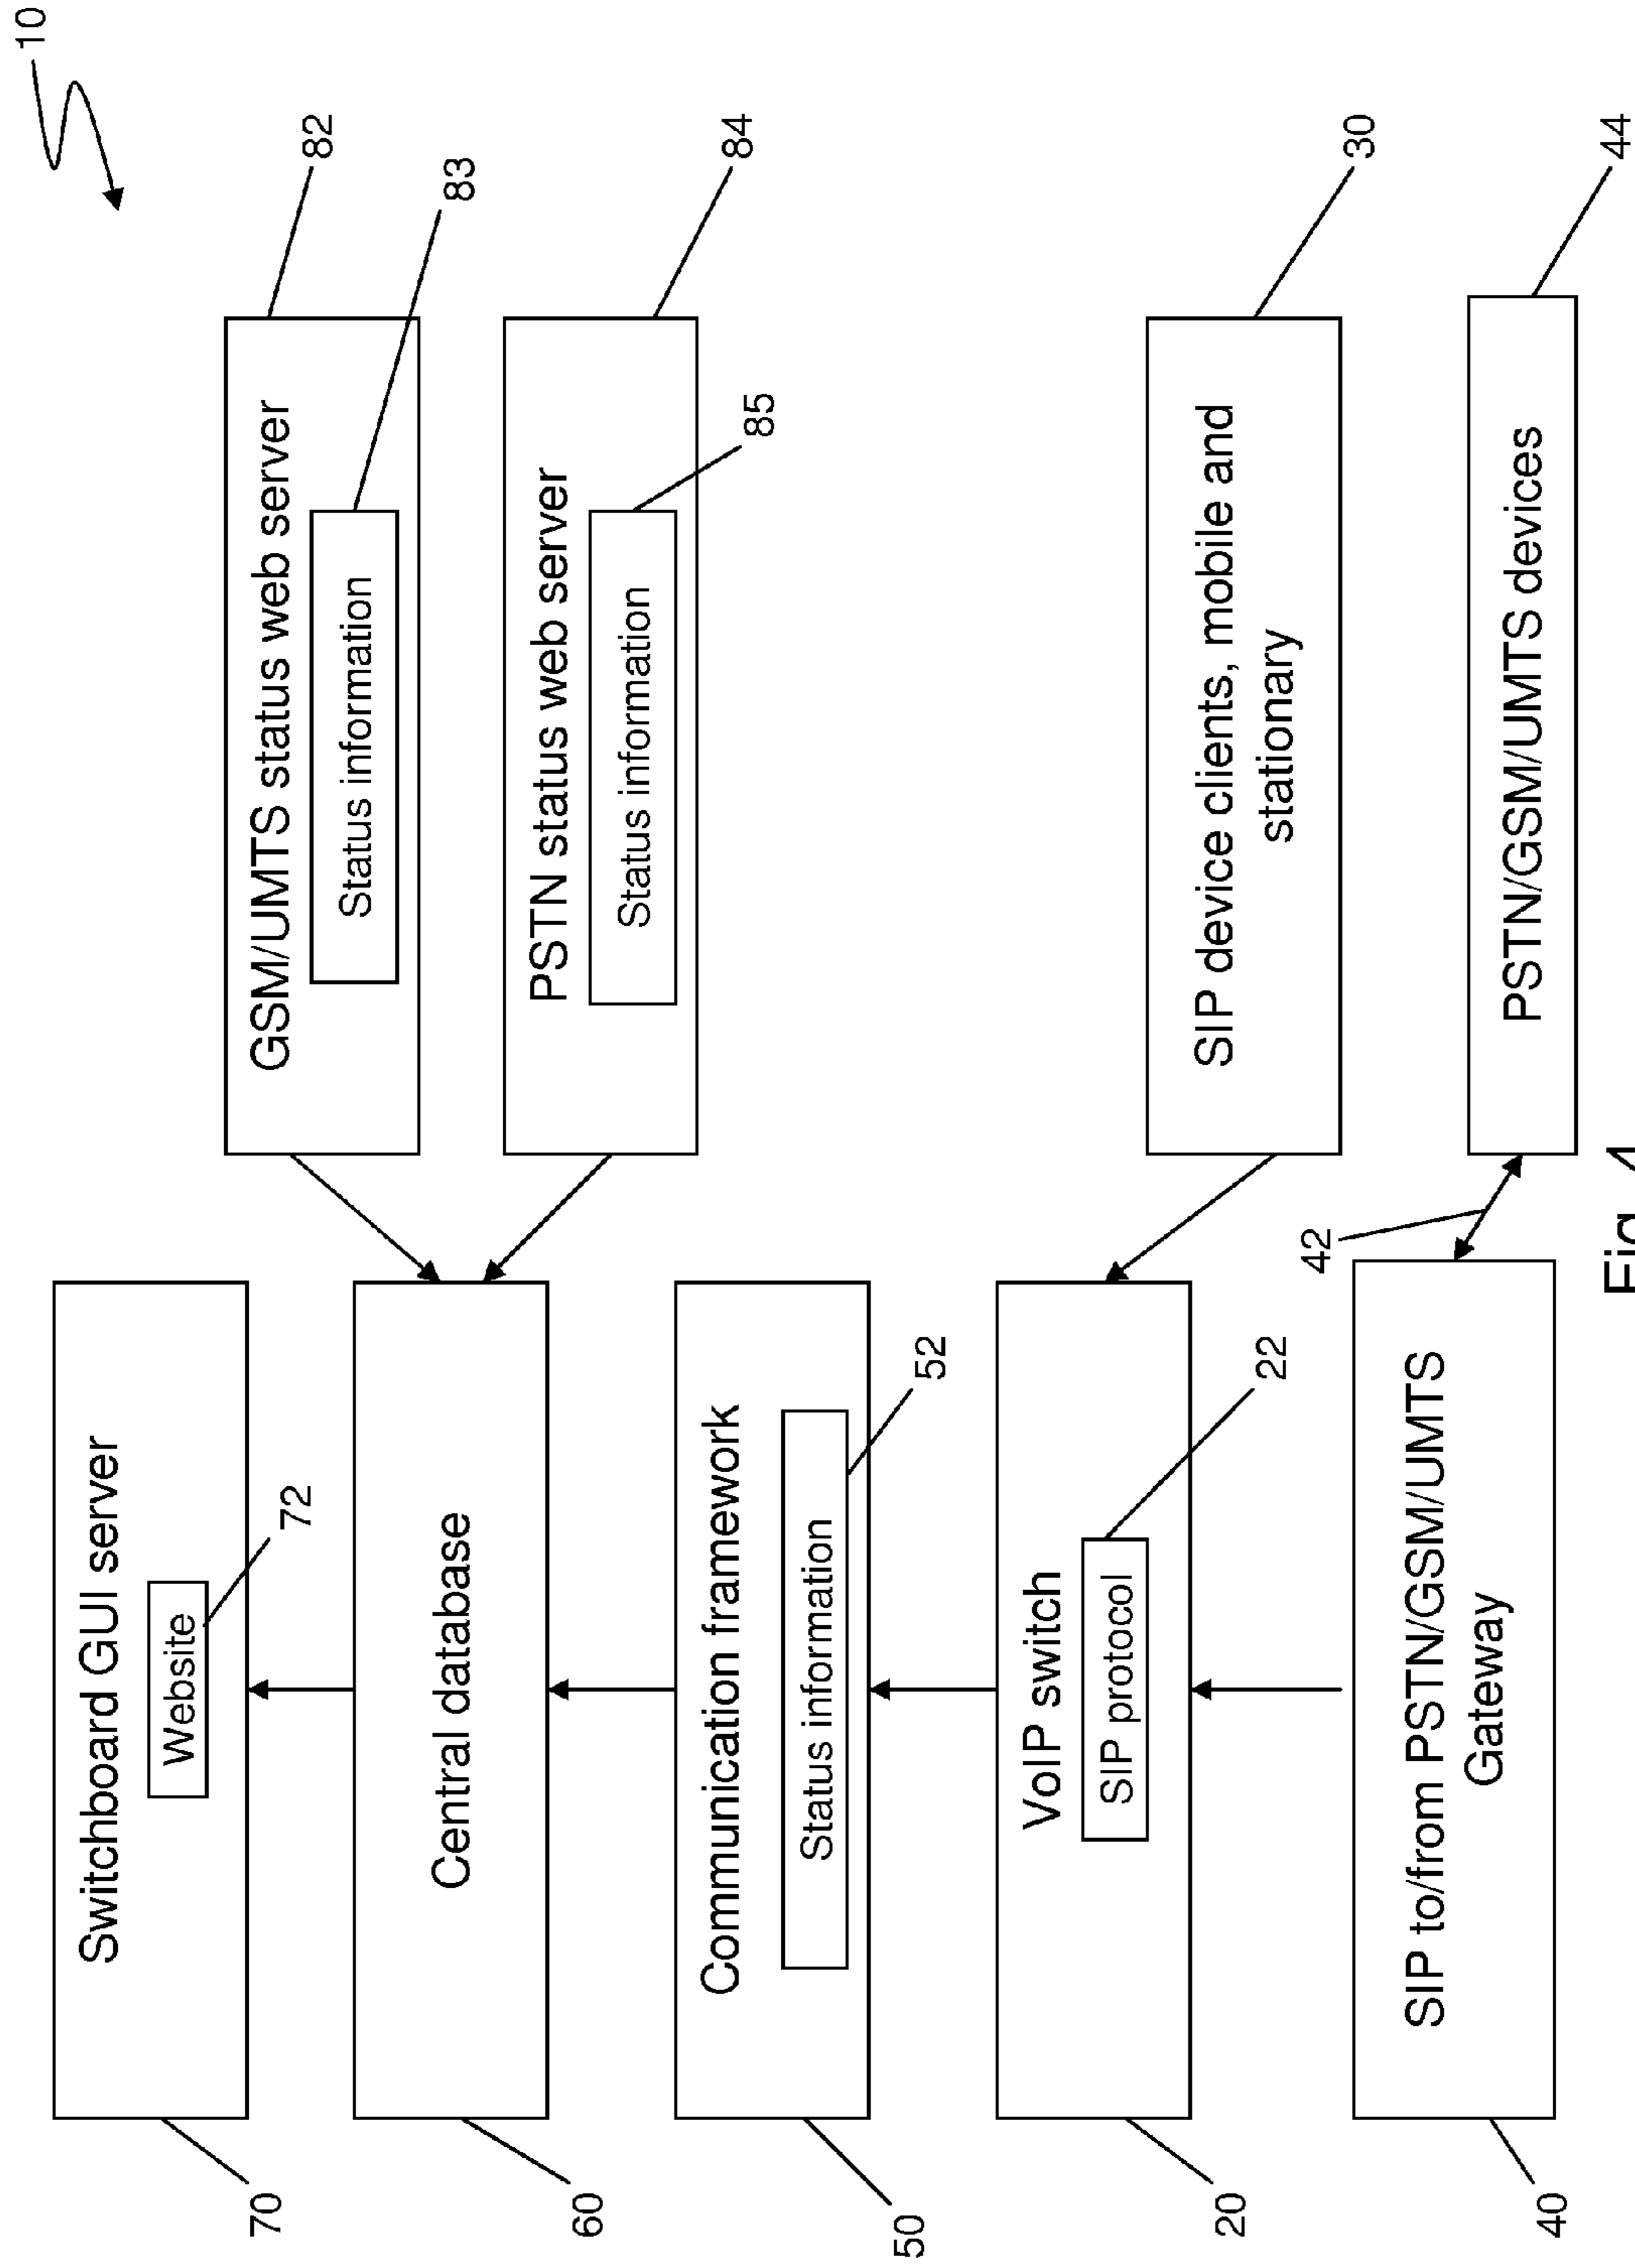 10
Switchboard GUI server
Website
72
70
GSM/UMTS status web server
Status information
82
83
Central database
60
PSTN status web server
Status information
84
85
Communication framework
Status information
52
50
VoIP switch
SIP protocol
22
20
SIP device clients, mobile and
stationary
30
42
SIP to/from PSTN/GSM/UMTS
Gateway
40
PSTN/GSM/UMTS devices
44
Fig.